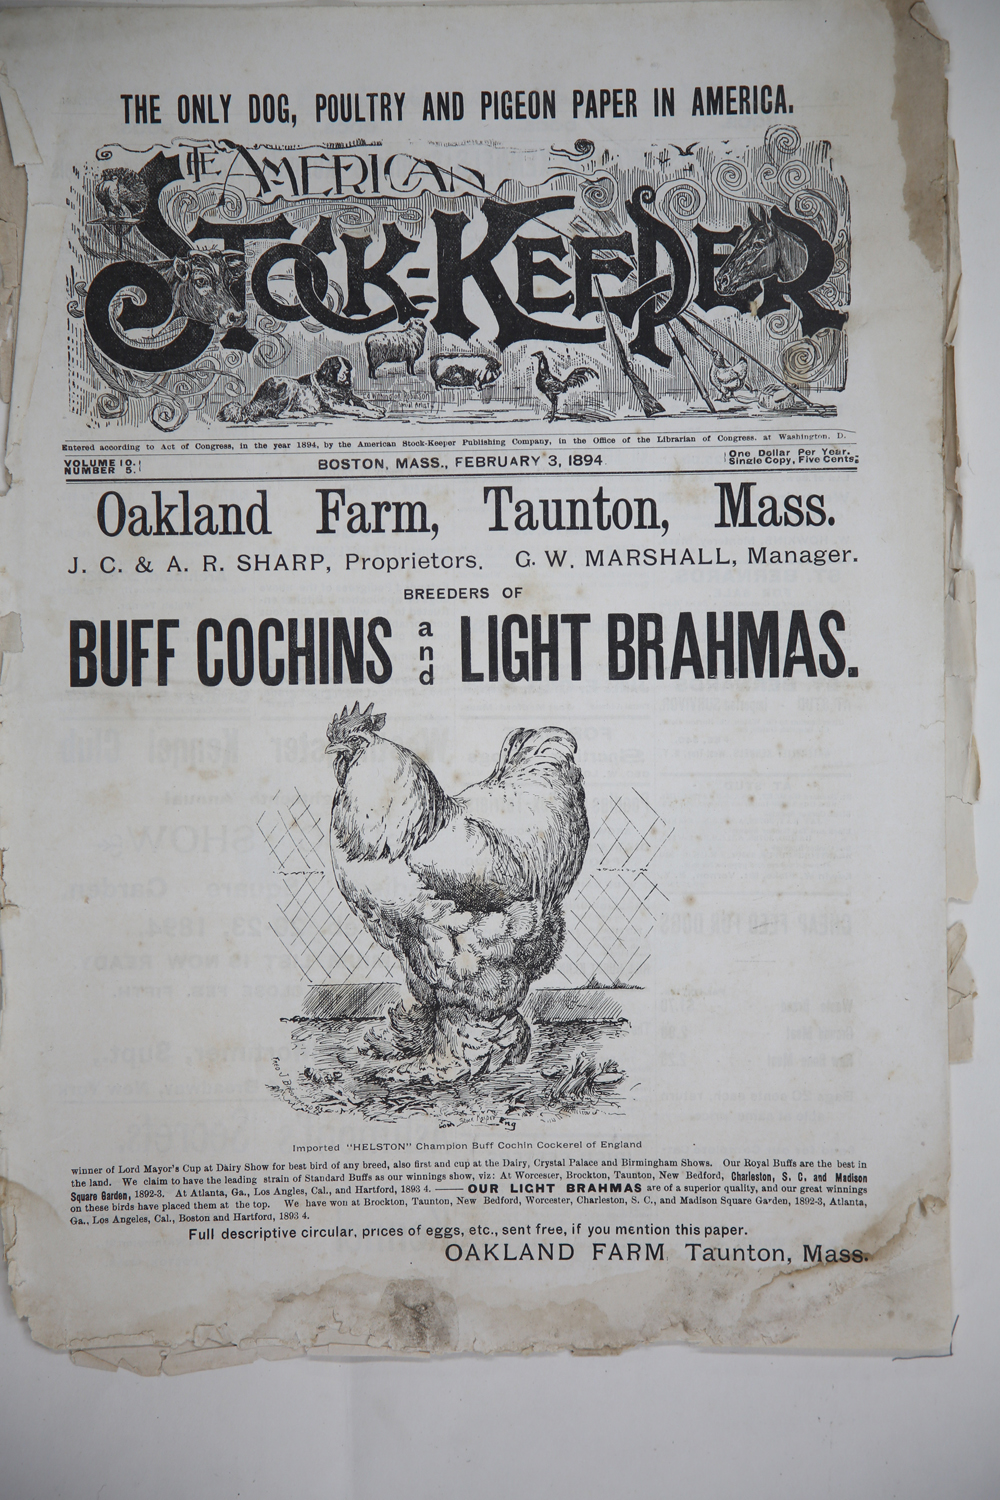 THE ONLY DOG, POULTRY AND PIGEON PAPER IN AMERICA.
THE AMERICAN
STOCK-KEEPER
Entered according to Act of Congress, in the year 1894, by the American Stock-Keeper Publishing Company, in the Office of the Librarian of Congress, at Washington, D.
VOLUME 10.
NUMBER 5.
BOSTON, MASS., FEBRUARY 3, 1894
One Dollar Per Year.
Single Copy, Five Cents.
Oakland Farm, Taunton, Mass.
J. C. & A. R. SHARP, Proprietors. G. W. MARSHALL, Manager.
BREEDERS OF
BUFF COCHINS and LIGHT BRAHMAS.
Eng
Imported "HELSTON" Champion Buff Cochin Cockerel of England
winner of Lord Mayor's Cup at Dairy Show for best bird of any breed, also first and cup at the Dairy, Crystal Palace and Birmingham Shows. Our Royal Buffs are the best in
the land. We claim to have the leading strain of Standard Buffs as our winnings show, viz: At Worcester, Brockton, Taunton, New Bedford, Charleston, S. C. and Madison
Square Garden, 1892-3. At Atlanta, Ga., Los Angles, Cal., and Hartford, 1893 4. —— OUR LIGHT BRAHMAS are of a superior quality, and our great winnings
on these birds have placed them at the top. We have won at Brockton, Taunton, New Bedford, Worcester, Charleston, S. C., and Madison Square Garden, 1892-3, Atlanta,
Ga., Los Angeles, Cal., Boston and Hartford, 1893 4.
Full descriptive circular, prices of eggs, etc., sent free, if you mention this paper.
OAKLAND FARM Taunton, Mass.